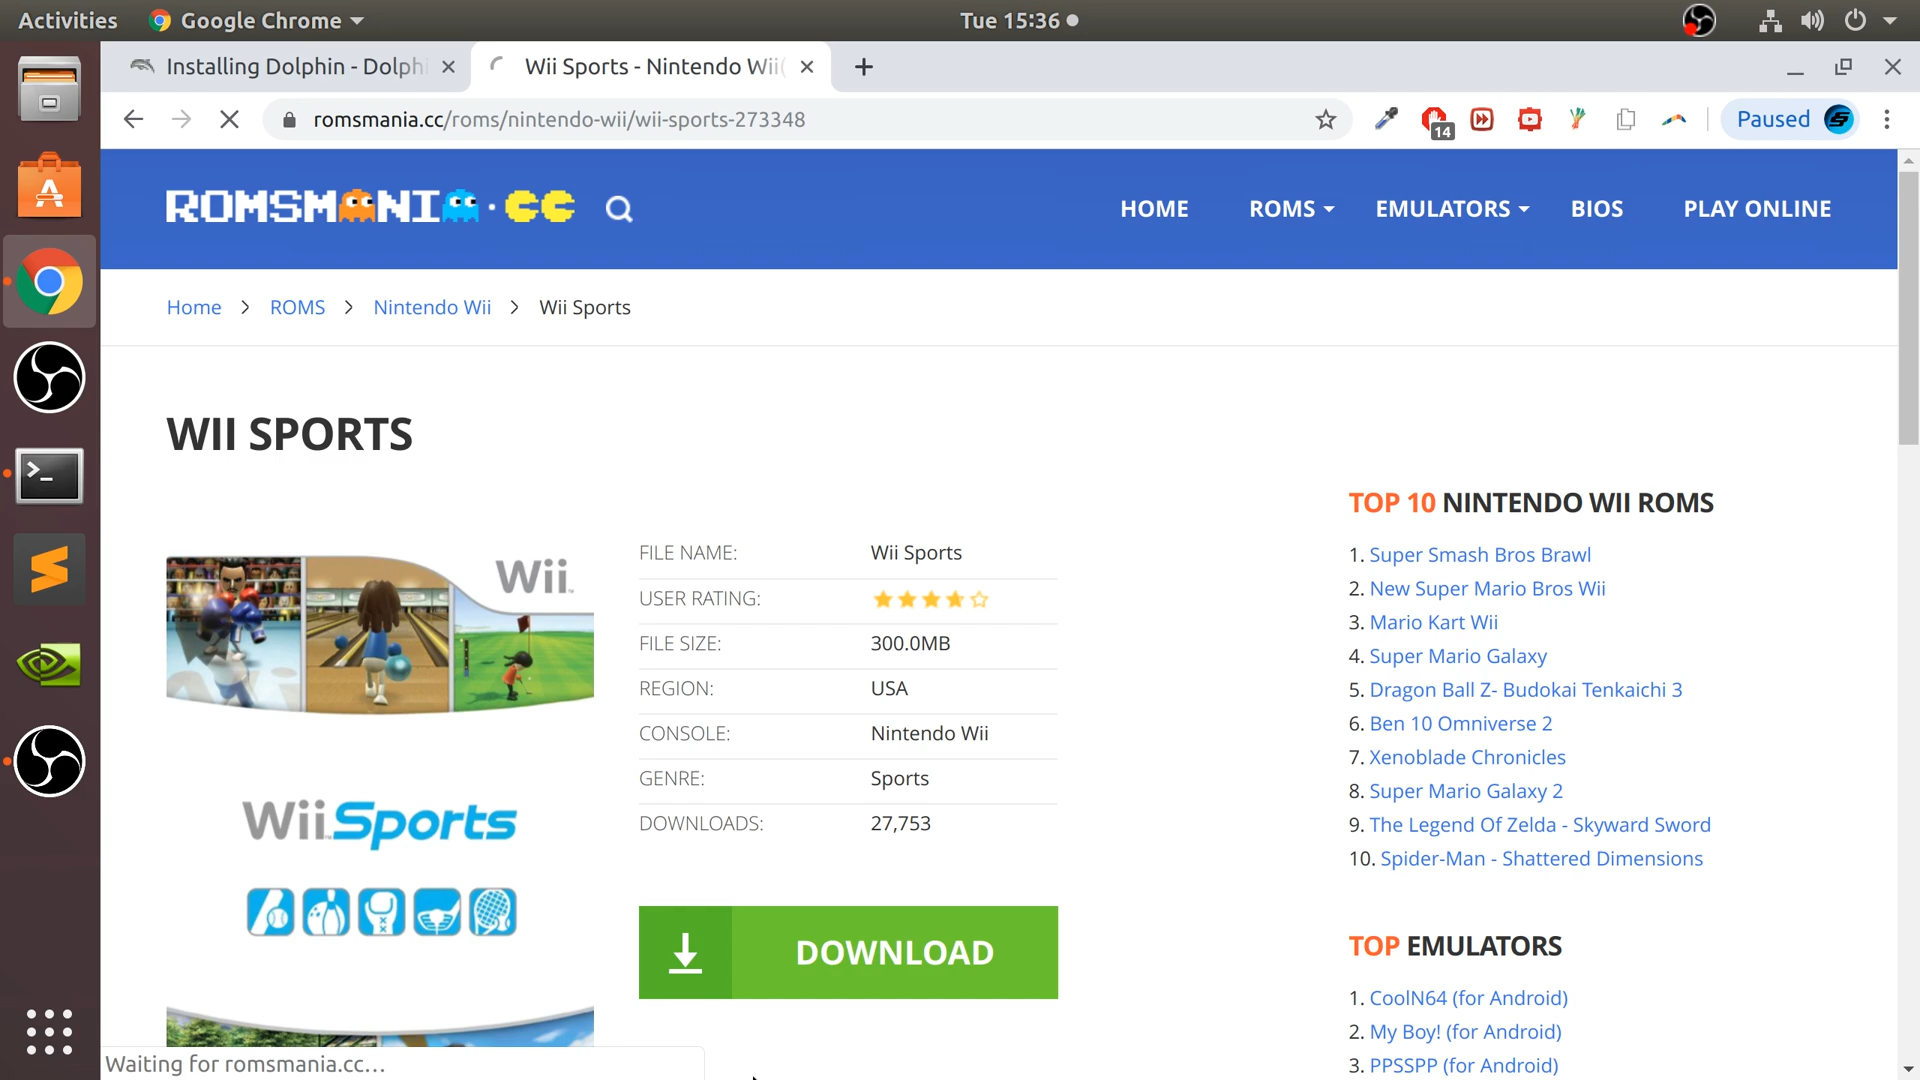 Activities
Google Chrome
Tue 15:36
Installing Dolphin - Dolph
Wii Sports - Nintendo Wii(
romsmania.cc/roms/nintendo-wii/wii-sports-273348
14
Paused
ROMSMANIA.CC
HOME
ROMS
EMULATORS
BIOS
PLAY ONLINE
Home > ROMS > Nintendo Wii > Wii Sports
WII SPORTS
Wii
Wii Sports
FILE NAME: Wii Sports
USER RATING:
FILE SIZE: 300.0MB
REGION: USA
CONSOLE: Nintendo Wii
GENRE: Sports
DOWNLOADS: 27,753
DOWNLOAD
TOP 10 NINTENDO WII ROMS
1. Super Smash Bros Brawl
2. New Super Mario Bros Wii
3. Mario Kart Wii
4. Super Mario Galaxy
5. Dragon Ball Z- Budokai Tenkaichi 3
6. Ben 10 Omniverse 2
7. Xenoblade Chronicles
8. Super Mario Galaxy 2
9. The Legend Of Zelda - Skyward Sword
10. Spider-Man - Shattered Dimensions
TOP EMULATORS
1. CoolN64 (for Android)
2. My Boy! (for Android)
3. PPSSPP (for Android)
Waiting for romsmania.cc...